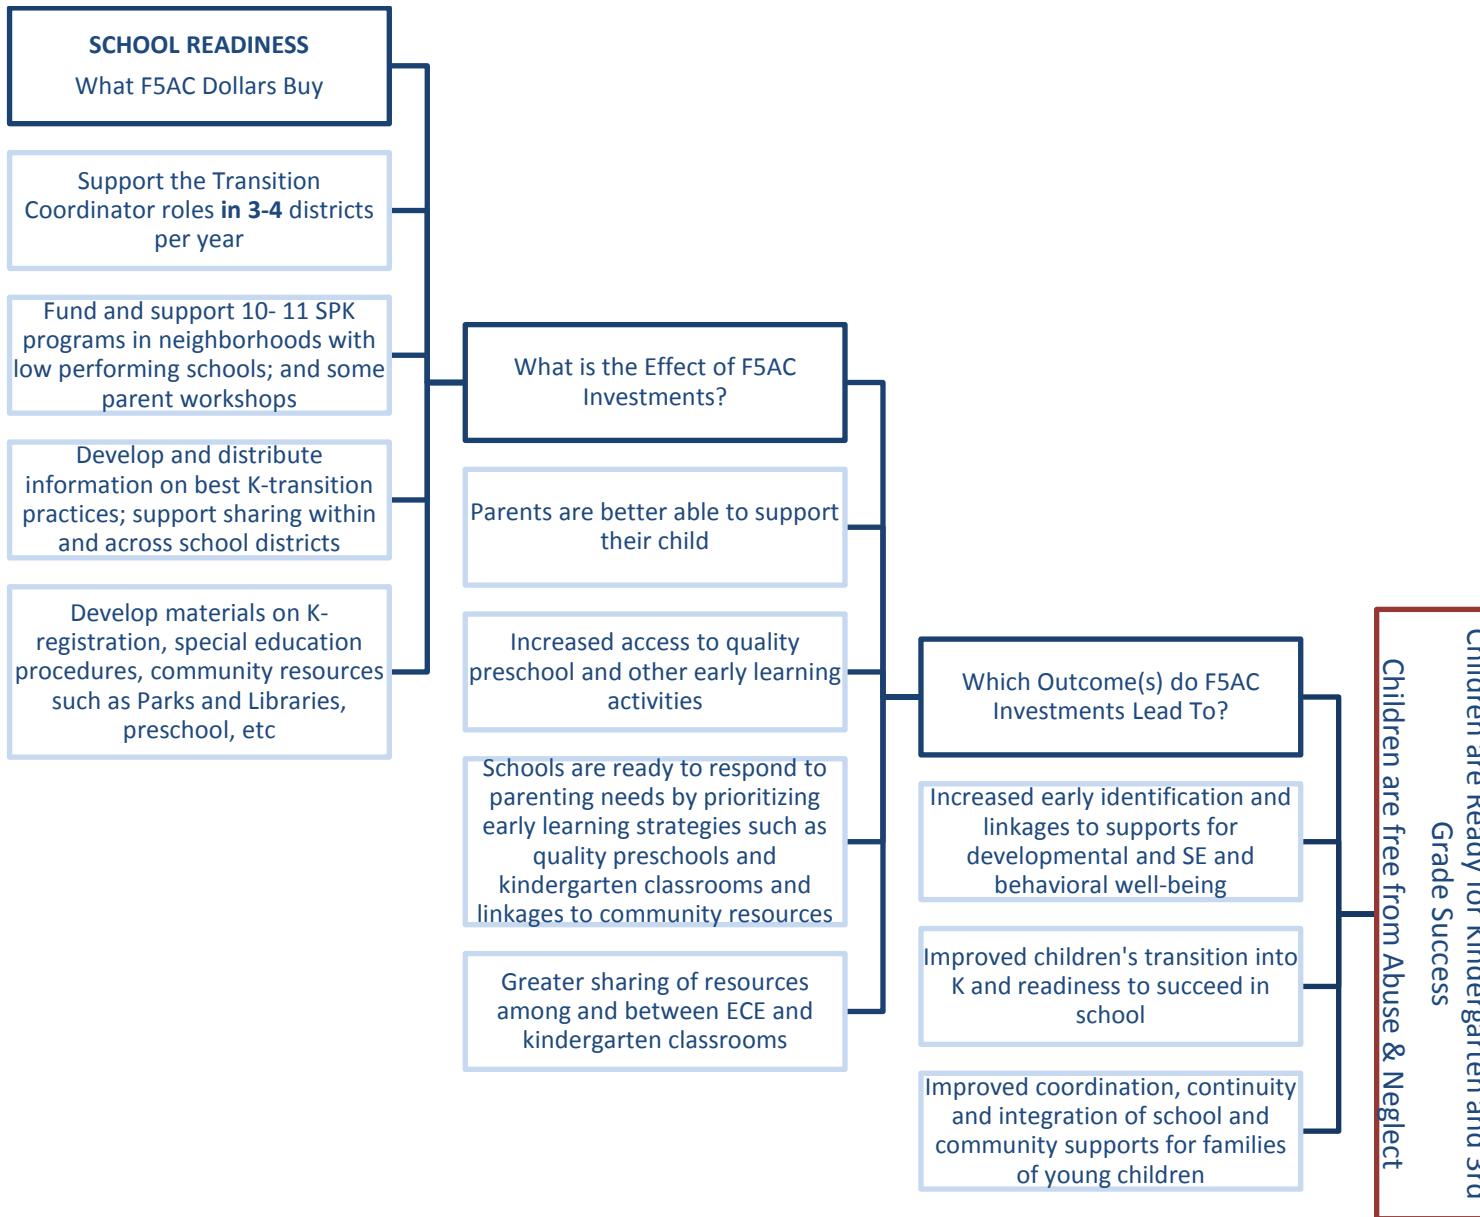 SCHOOL READINESS
What F5AC Dollars Buy
Support the Transition
Coordinator roles in 3-4 districts
per year
Fund and support 10- 11 SPK
programs in neighborhoods with
low performing schools; and some
parent workshops
Develop and distribute
information on best K-transition
practices; support sharing within
and across school districts
Develop materials on K-
registration, special education
procedures, community resources
such as Parks and Libraries,
preschool, etc
What is the Effect of F5AC
Investments?
Parents are better able to support
their child
Increased access to quality
preschool and other early learning
activities
Schools are ready to respond to
parenting needs by prioritizing
early learning strategies such as
quality preschools and
kindergarten classrooms and
linkages to community resources
Greater sharing of resources
among and between ECE and
kindergarten classrooms
Which Outcome(s) do F5AC
Investments Lead To?
Increased early identification and
linkages to supports for
developmental and SE and
behavioral well-being
Improved children's transition into
K and readiness to succeed in
school
Improved coordination, continuity
and integration of school and
community supports for families
of young children
Children are Ready for Kindergarten and 3rd
Grade Success
Children are free from Abuse & Neglect